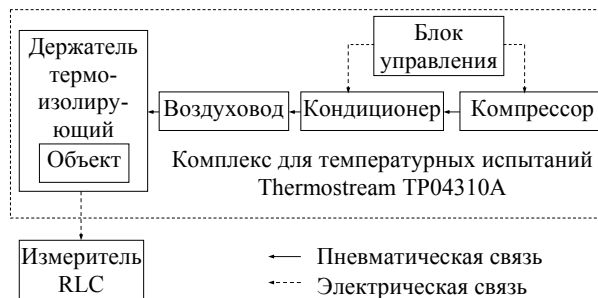 Держатель
термо-
изолиру-
ющий
Объект
Воздуховод
Кондиционер
Компрессор
Блок
управления
Комплекс для температурных испытаний
Thermostream TP04310A
Измеритель
RLC
Пневматическая связь
Электрическая связь